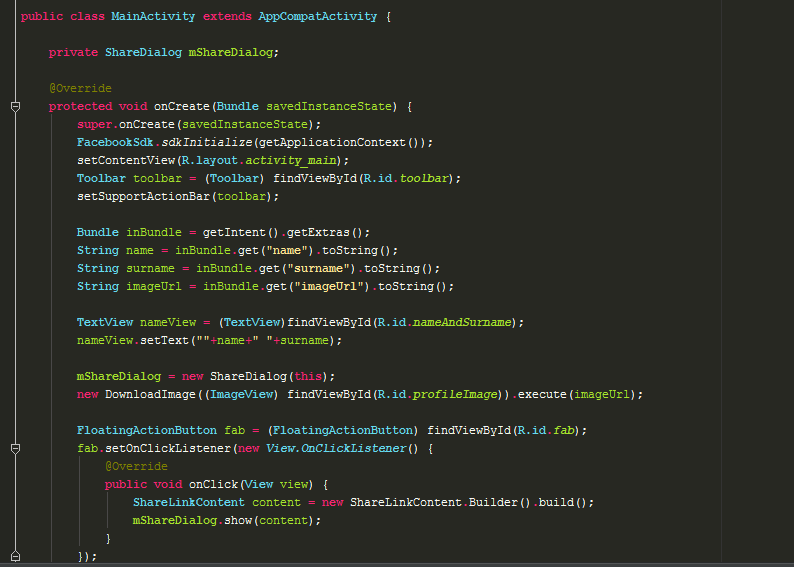 public class MainActivity extends AppCompatActivity {
private ShareDialog mShareDialog;
@Override
protected void onCreate(Bundle savedInstanceState) {
super.onCreate(savedInstanceState);
FacebookSdk.sdkInitialize(getApplicationContext());
setContentView(R.layout.activity_main);
Toolbar toolbar = (Toolbar) findViewById(R.id.toolbar);
setSupportActionBar(toolbar);
Bundle inBundle = getIntent().getExtras();
String name = inBundle.get("name").toString();
String surname = inBundle.get("surname").toString();
String imageUrl = inBundle.get("imageUrl").toString();
TextView nameView = (TextView)findViewById(R.id.nameAndSurname);
nameView.setText(""+name+" "+surname);
mShareDialog = new ShareDialog(this);
new DownloadImage((ImageView) findViewById(R.id.profileImage)).execute(imageUrl);
FloatingActionButton fab = (FloatingActionButton) findViewById(R.id.fab);
fab.setOnClickListener(new View.OnClickListener() {
@Override
public void onClick(View view) {
ShareLinkContent content = new ShareLinkContent.Builder().build();
mShareDialog.show(content);
}
});